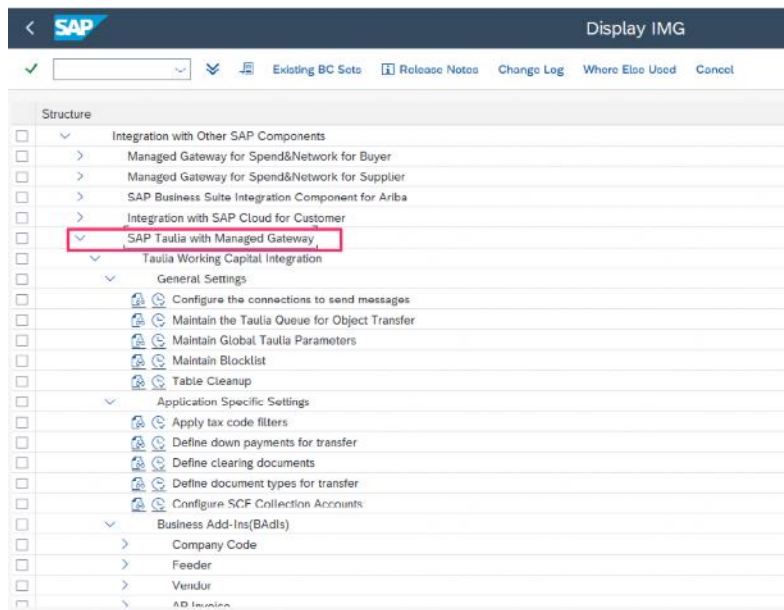 SAP
Display IMG
Existing BC Sets Release Notes Change Log Where Else Used Cancel
Structure
Integration with Other SAP Components
Managed Gateway for Spend&Network for Buyer
Managed Gateway for Spend&Network for Supplier
SAP Business Suite Integration Component for Ariba
Integration with SAP Cloud for Customer
SAP Taulia with Managed Gateway
Taulia Working Capital Integration
General Settings
Configure the connections to send messages
Maintain the Taulia Queue for Object Transfer
Maintain Global Taulia Parameters
Maintain Blocklist
Table Cleanup
Application Specific Settings
Apply tax code filters
Define down payments for transfer
Define clearing documents
Define document types for transfer
Configure SCF Collection Accounts
Business Add-Ins(BAdIs)
Company Code
Feeder
Vendor
AP Invoice